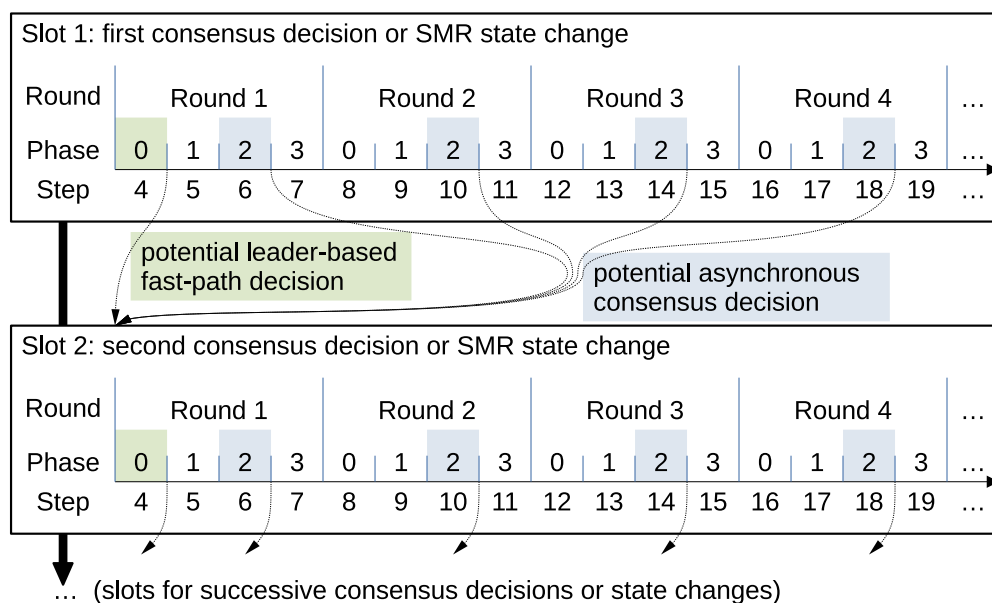 Slot 1: first consensus decision or SMR state change
Round Round 1 Round 2 Round 3 Round 4 ...
Phase 0 1 2 3 0 1 2 3 0 1 2 3 0 1 2 3 ...
Step 4 5 6 7 8 9 10 11 12 13 14 15 16 17 18 19 ...
potential leader-based
fast-path decision
potential asynchronous
consensus decision
Slot 2: second consensus decision or SMR state change
Round Round 1 Round 2 Round 3 Round 4 ...
Phase 0 1 2 3 0 1 2 3 0 1 2 3 0 1 2 3 ...
Step 4 5 6 7 8 9 10 11 12 13 14 15 16 17 18 19 ...
... (slots for successive consensus decisions or state changes)